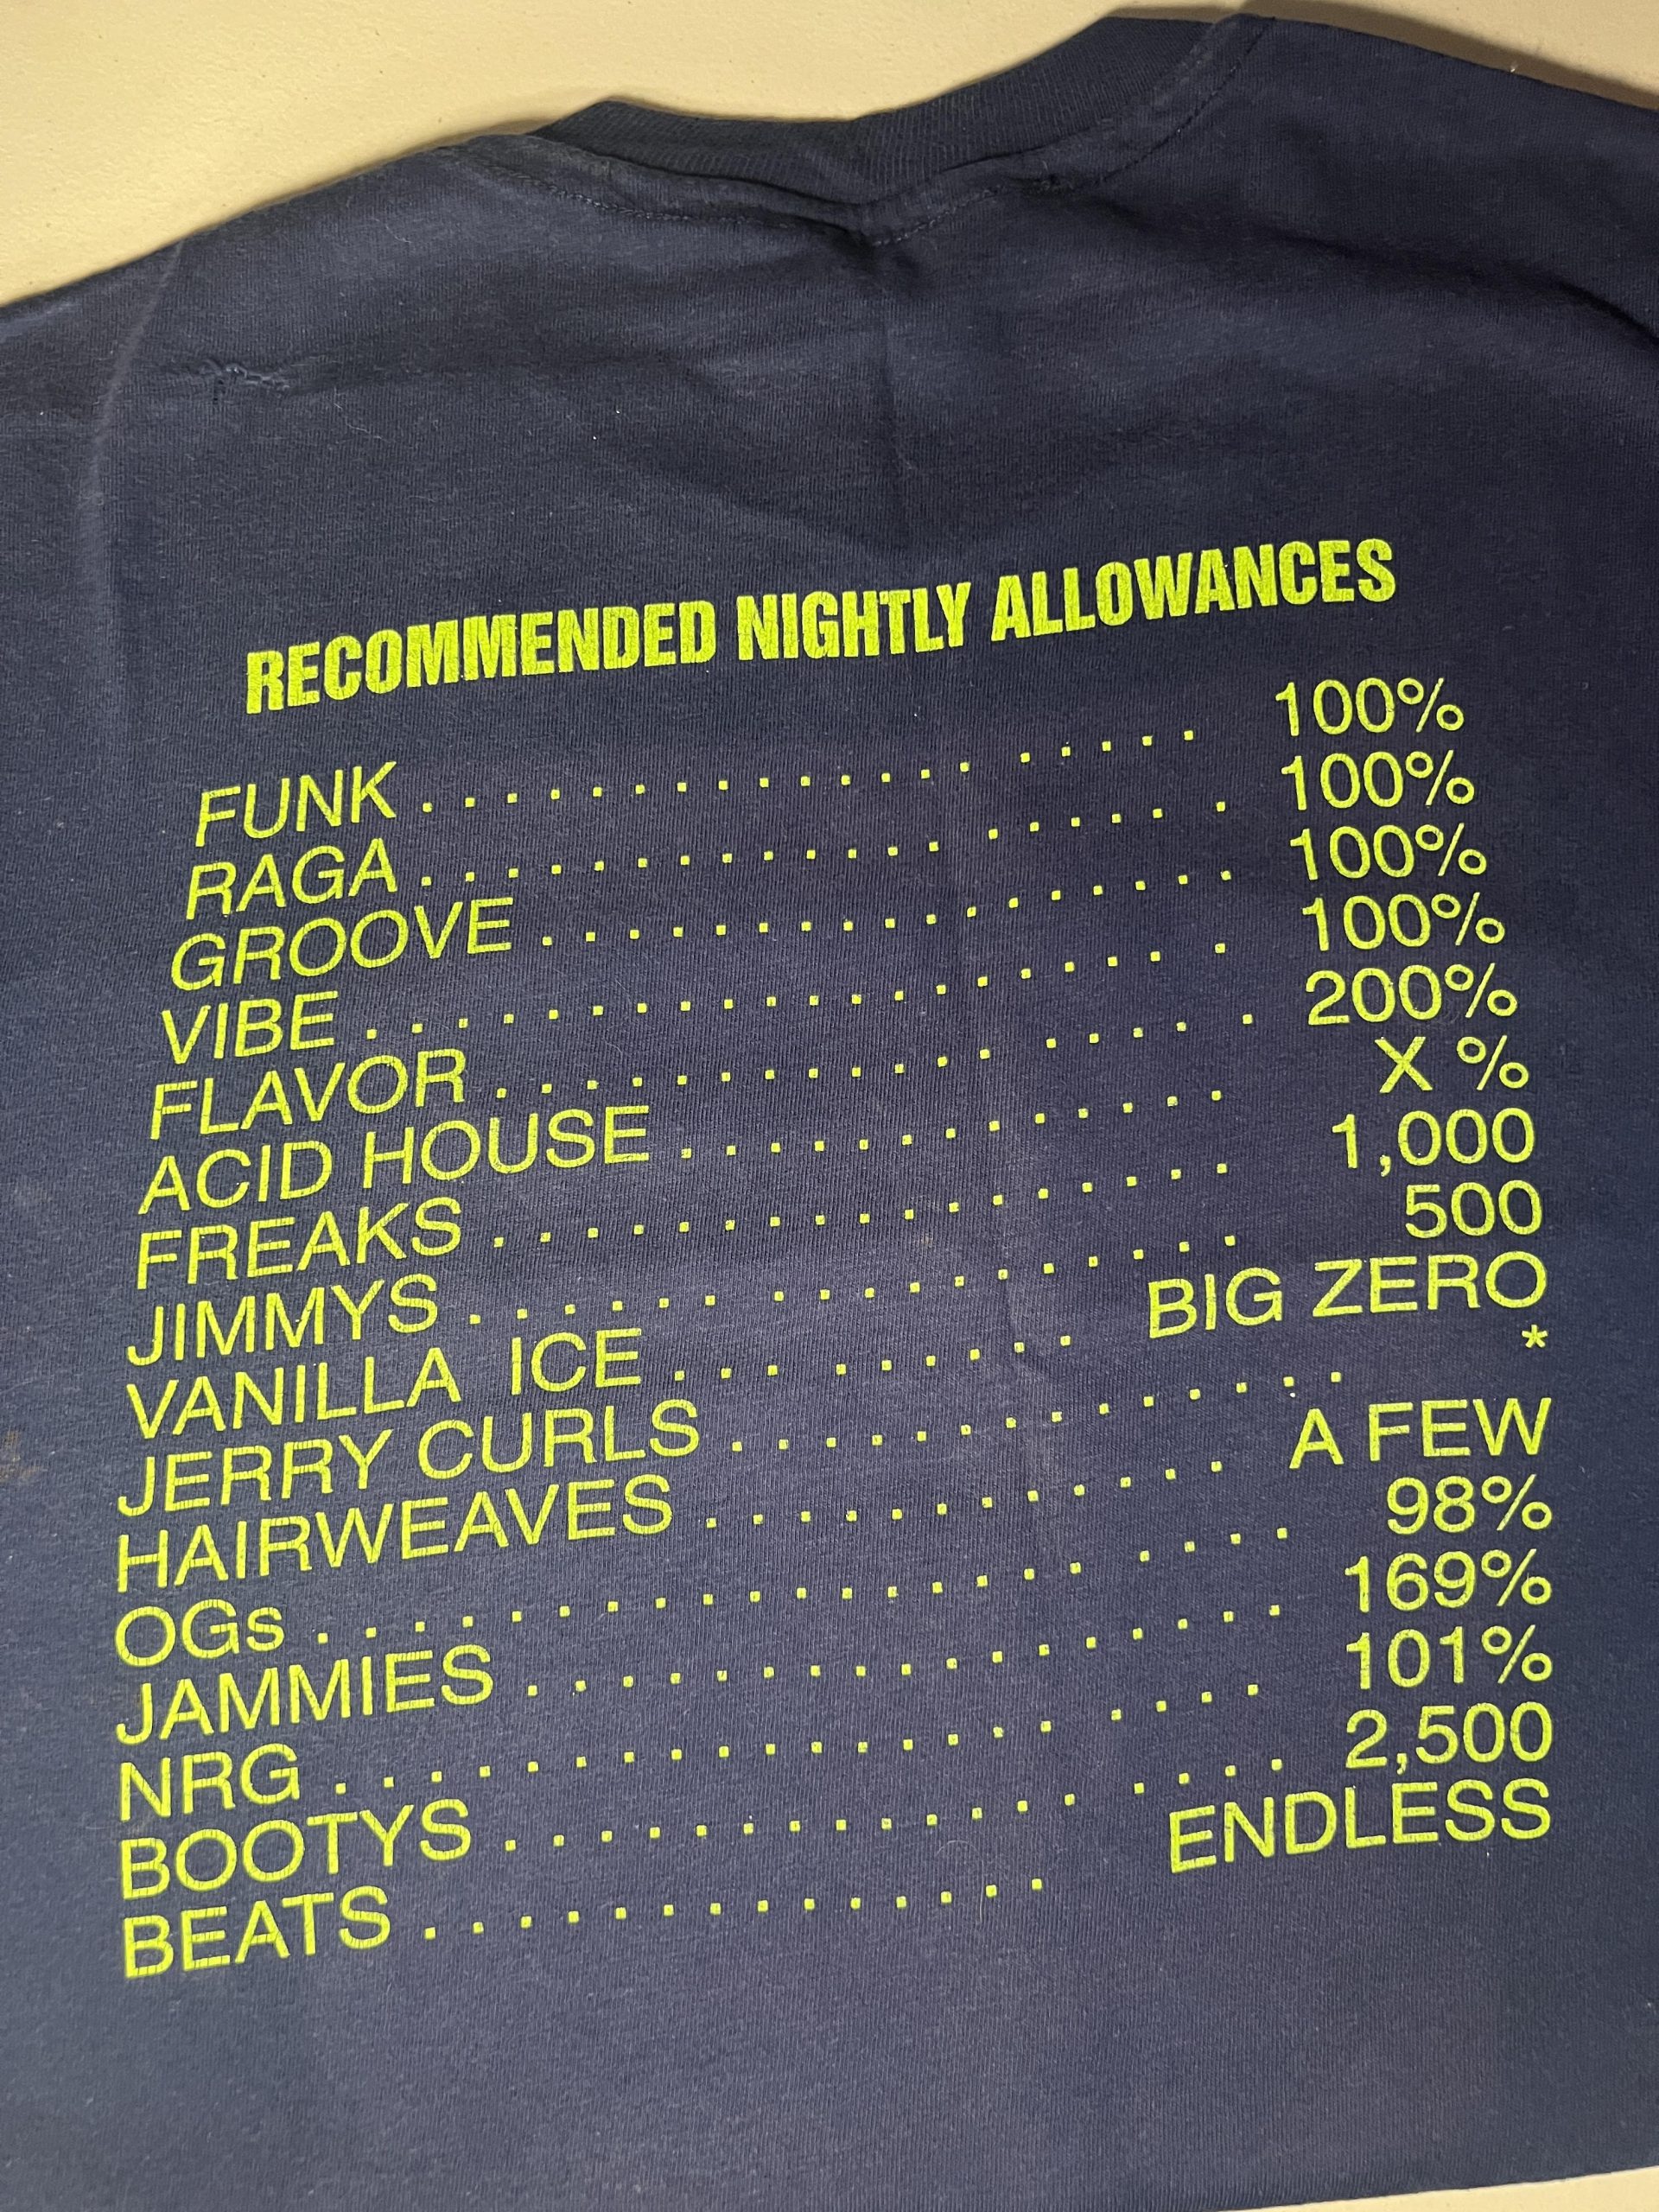 RECOMMENDED NIGHTLY ALLOWANCES
FUNK . . . . . . . . . . . . . . . . . . . 100%
RAGA . . . . . . . . . . . . . . . . . . . 100%
GROOVE . . . . . . . . . . . . . . . . 100%
VIBE . . . . . . . . . . . . . . . . . . . 100%
FLAVOR . . . . . . . . . . . . . . . . . 200%
ACID HOUSE . . . . . . . . . . . . . X %
FREAKS . . . . . . . . . . . . . . . . 1,000
JIMMYS . . . . . . . . . . . . . . . . . 500
VANILLA ICE . . . . . . . . . BIG ZERO
JERRY CURLS . . . . . . . . . . . . . . *
HAIRWEAVES . . . . . . . . . . . . A FEW
OGs . . . . . . . . . . . . . . . . . . . . . 98%
JAMMIES . . . . . . . . . . . . . . . . . 169%
NRG . . . . . . . . . . . . . . . . . . . 101%
BOOTYS . . . . . . . . . . . . . . . . . 2,500
BEATS . . . . . . . . . . . . . . ENDLESS